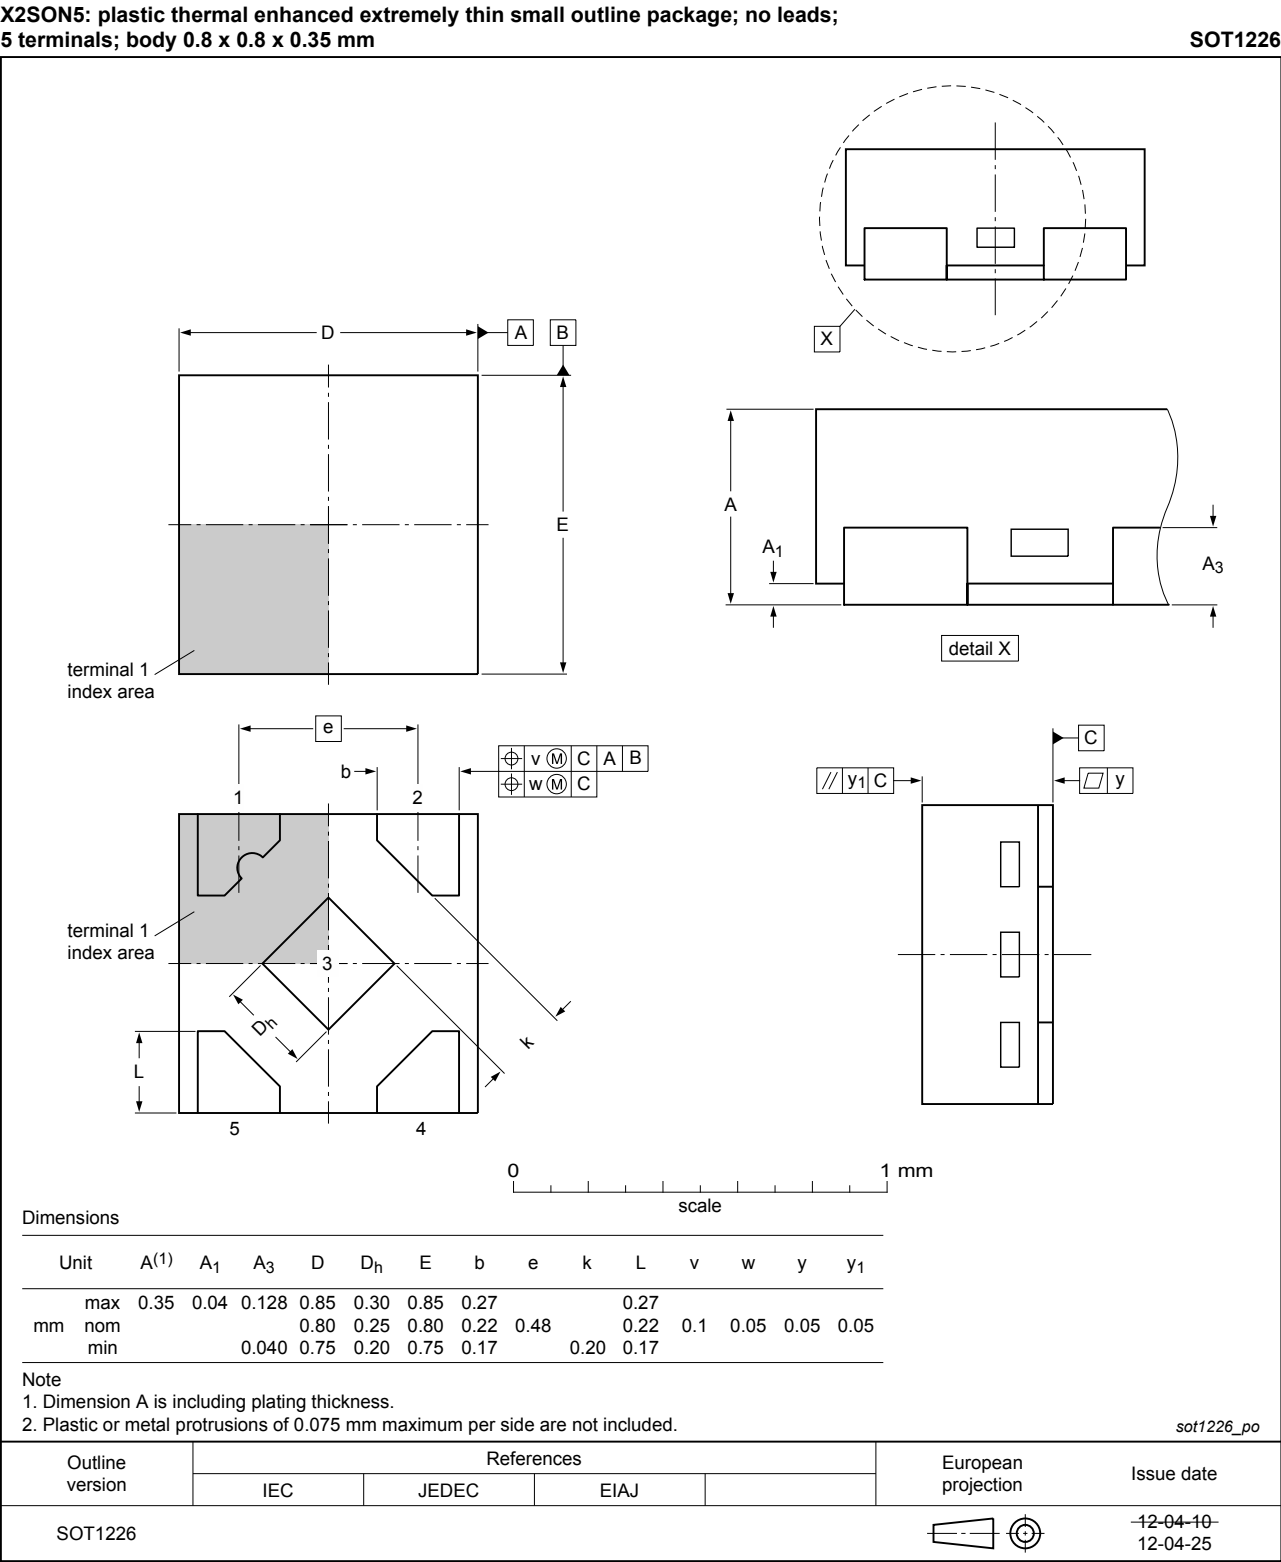 X2SON5: plastic thermal enhanced extremely thin small outline package; no leads;
5 terminals; body 0.8 x 0.8 x 0.35 mm SOT1226
X
D A B
E
terminal 1
index area
A
A1
A3
detail X
e
b
v M C A B
w M C
1 2
terminal 1
index area
3
Dh
k
L
5 4
C
// y1 C
y
0 1 mm
scale
Dimensions
Unit A(1) A1 A3 D Dh E b e k L v w y y1
max 0.35 0.04 0.128 0.85 0.30 0.85 0.27 0.27
mm nom 0.80 0.25 0.80 0.22 0.48 0.22 0.1 0.05 0.05 0.05
min 0.040 0.75 0.20 0.75 0.17 0.20 0.17
Note
1. Dimension A is including plating thickness.
2. Plastic or metal protrusions of 0.075 mm maximum per side are not included.
sot1226_po
Outline
version
References
IEC JEDEC EIAJ
European
projection
Issue date
SOT1226
12-04-10
12-04-25